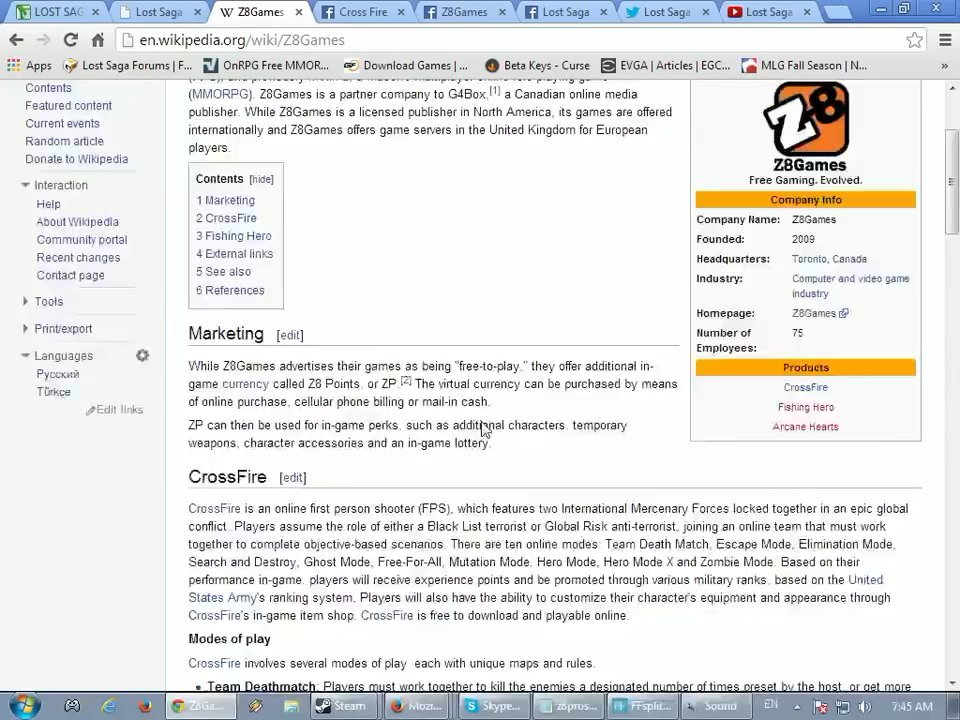 LOST SAG
Lost Saga
Z8Games
Cross Fire
Z8Games
Lost Saga
Lost Saga
Lost Saga
en.wikipedia.org/wiki/Z8Games
Apps
Lost Saga Forums | F...
OnRPG Free MMOR...
Download Games | ...
Beta Keys - Curse
EVGA | Articles | EGC...
MLG Fall Season | N...
»
Contents
Featured content
Current events
Random article
Donate to Wikipedia
Interaction
Help
About Wikipedia
Community portal
Recent changes
Contact page
Tools
Print/export
Languages
Русский
Türkçe
Edit links
(MMORPG). Z8Games is a partner company to G4Box,[1] a Canadian online media
publisher. While Z8Games is a licensed publisher in North America, its games are offered
internationally and Z8Games offers game servers in the United Kingdom for European
players.
Contents [hide]
1 Marketing
2 CrossFire
3 Fishing Hero
4 External links
5 See also
6 References
Z8
Z8Games
Free Gaming. Evolved.
Company Info
Company Name: Z8Games
Founded: 2009
Headquarters: Toronto, Canada
Industry: Computer and video game
industry
Homepage: Z8Games
Number of 75
Employees:
Products
CrossFire
Fishing Hero
Arcane Hearts
Marketing [edit]
While Z8Games advertises their games as being "free-to-play," they offer additional in-
game currency called Z8 Points, or ZP.[2] The virtual currency can be purchased by means
of online purchase, cellular phone billing or mail-in cash.
ZP can then be used for in-game perks, such as additional characters, temporary
weapons, character accessories and an in-game lottery.
CrossFire [edit]
CrossFire is an online first person shooter (FPS), which features two International Mercenary Forces locked together in an epic global
conflict. Players assume the role of either a Black List terrorist or Global Risk anti-terrorist, joining an online team that must work
together to complete objective-based scenarios. There are ten online modes: Team Death Match, Escape Mode, Elimination Mode,
Search and Destroy, Ghost Mode, Free-For-All, Mutation Mode, Hero Mode, Hero Mode X and Zombie Mode. Based on their
performance in-game, players will receive experience points and be promoted through various military ranks, based on the United
States Army's ranking system. Players will also have the ability to customize their character's equipment and appearance through
CrossFire's in-game item shop. CrossFire is free to download and playable online.
Modes of play
CrossFire involves several modes of play each with unique maps and rules.
Team Deathmatch: Players must work together to kill the enemies a designated number of times preset by the host, or get more
Z8Ga...
Steam
Mozi...
Skype...
z8pros...
FFsplit...
Sound
EN
7:45 AM